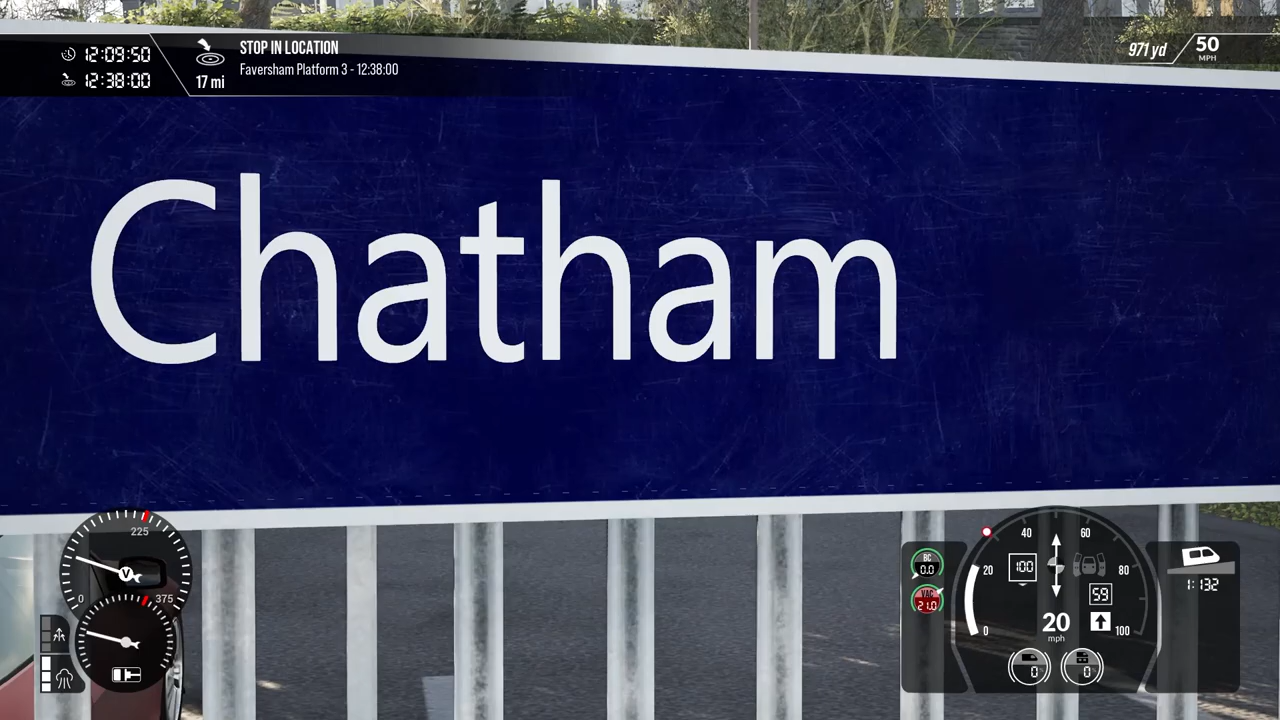 12:09:50
12:38:00
17 mi
STOP IN LOCATION
Faversham Platform 3 - 12:38:00
971 yd
50
MPH
Chatham
225
V
0
375
BC
0.0
VAC
21.0
0
20
40
60
80
100
100
59
20
mph
0
0
1:132